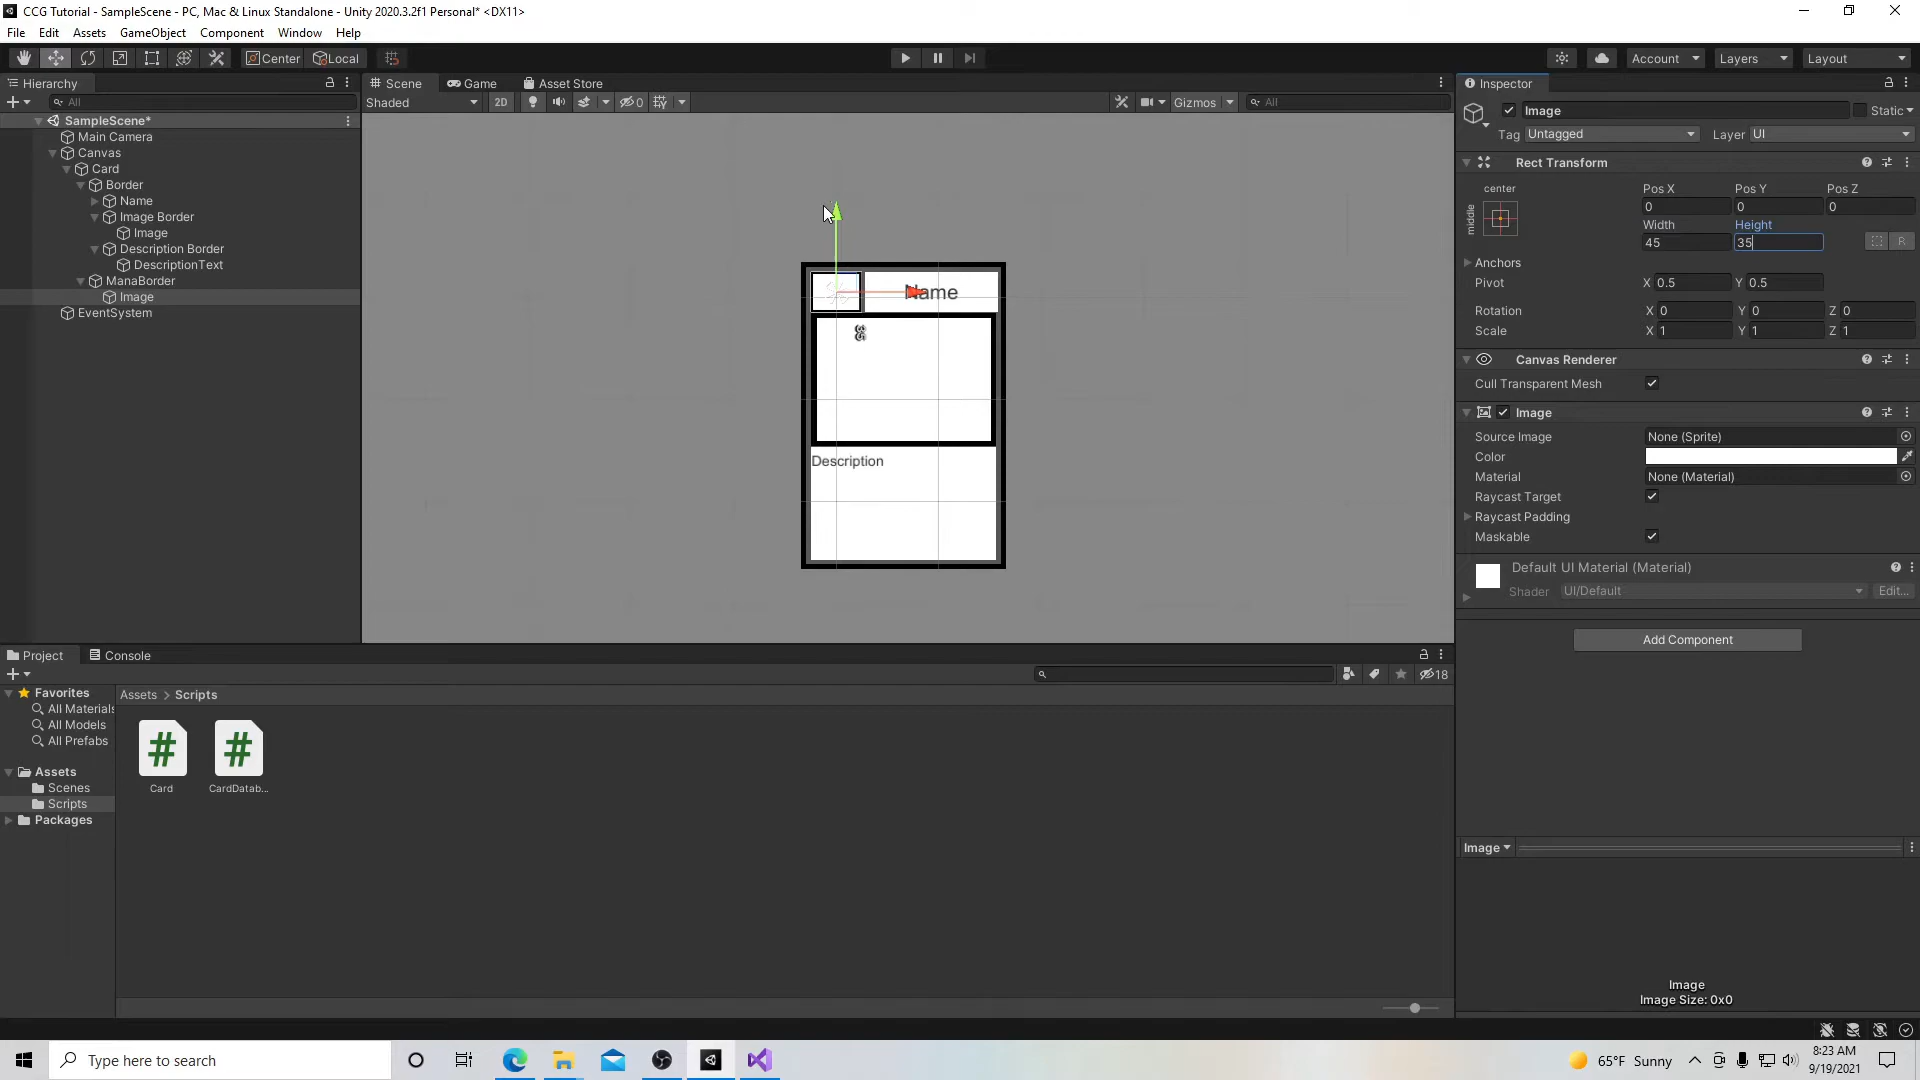 CCG Tutorial - SampleScene - PC, Mac & Linux Standalone - Unity 2020.3.2f1 Personal* <DX11>
File Edit Assets GameObject Component Window Help
Center Local Account Layers Layout
Hierarchy
All
SampleScene*
Main Camera
Canvas
Card
Border
Name
Image Border
Image
Description Border
DescriptionText
ManaBorder
Image
EventSystem
Scene Game Asset Store
Shaded 2D 0 Gizmos All
Name
Description
Inspector
Image Static
Tag Untagged Layer UI
Rect Transform
center
middle
Pos X Pos Y Pos Z
0 0 0
Width Height
45 35
R
Anchors
Pivot X 0.5 Y 0.5
Rotation X 0 Y 0 Z 0
Scale X 1 Y 1 Z 1
Canvas Renderer
Cull Transparent Mesh
Image
Source Image None (Sprite)
Color
Material None (Material)
Raycast Target
Raycast Padding
Maskable
Default UI Material (Material)
Shader UI/Default Edit...
Add Component
Image
Image
Image Size: 0x0
Project Console
18
Favorites
All Materials
All Models
All Prefabs
Assets
Scenes
Scripts
Packages
Assets > Scripts
# #
Card CardDatab...
Type here to search
65°F Sunny
8:23 AM
9/19/2021